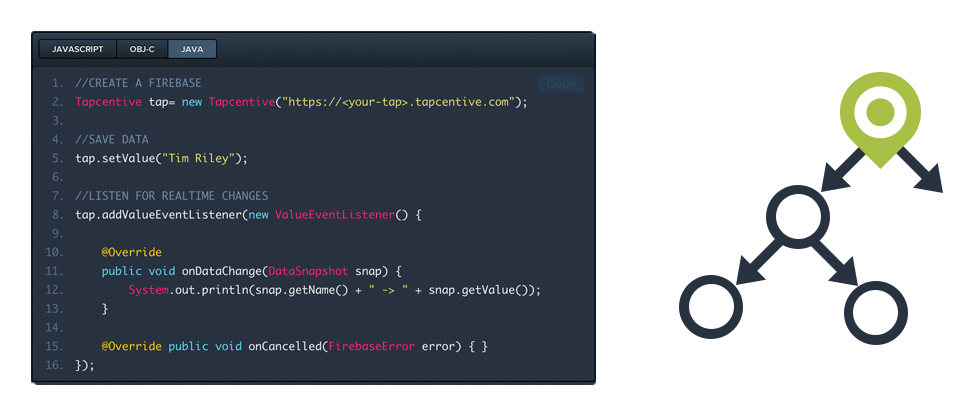 JAVASCRIPT OBJ-C JAVA
Copy
1. //CREATE A FIREBASE
2. Tapcentive tap= new Tapcentive("https://<your-tap>.tapcentive.com");
3.
4. //SAVE DATA
5. tap.setValue("Tim Riley");
6.
7. //LISTEN FOR REALTIME CHANGES
8. tap.addValueEventListener(new ValueEventListener() {
9.
10. @Override
11. public void onDataChange(DataSnapshot snap) {
12. System.out.println(snap.getName() + " -> " + snap.getValue());
13. }
14.
15. @Override public void onCancelled(FirebaseError error) { }
16. });